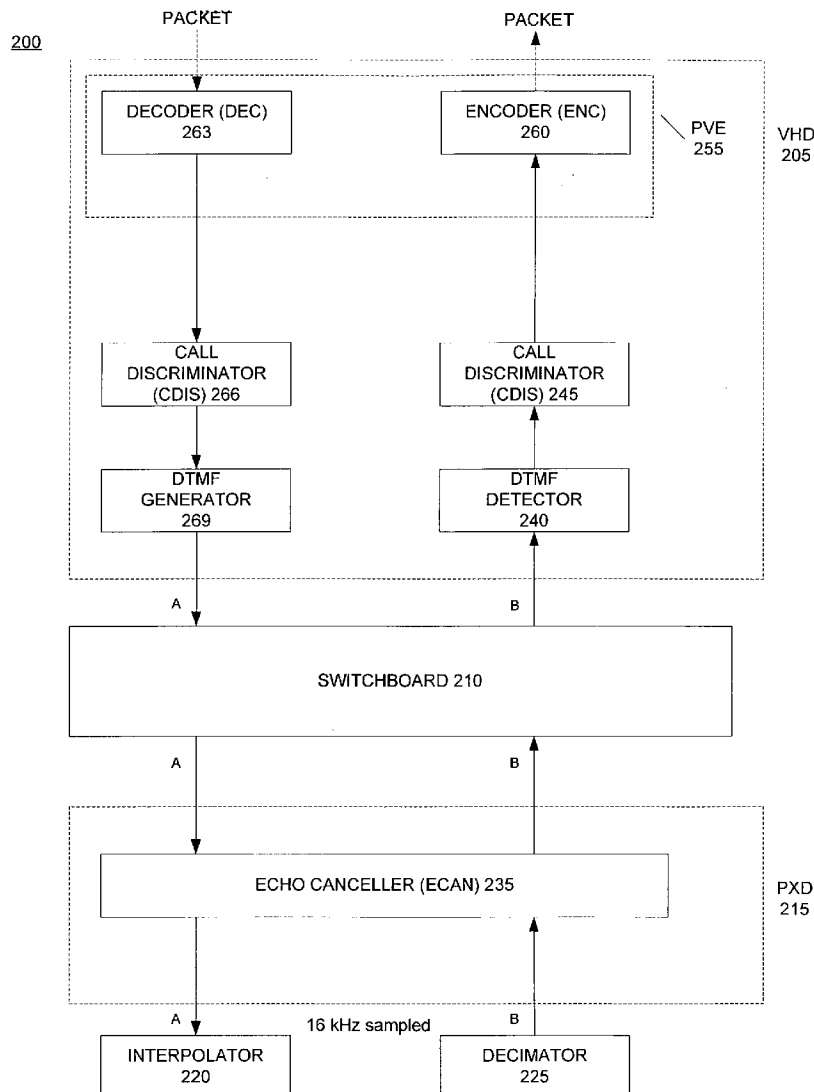 PACKET
PACKET
200
DECODER (DEC)
263
ENCODER (ENC)
260
PVE
255
VHD
205
CALL
DISCRIMINATOR
(CDIS) 266
CALL
DISCRIMINATOR
(CDIS) 245
DTMF
GENERATOR
269
DTMF
DETECTOR
240
A
B
SWITCHBOARD 210
A
B
ECHO CANCELLER (ECAN) 235
PXD
215
A
16 kHz sampled
B
INTERPOLATOR
220
DECIMATOR
225